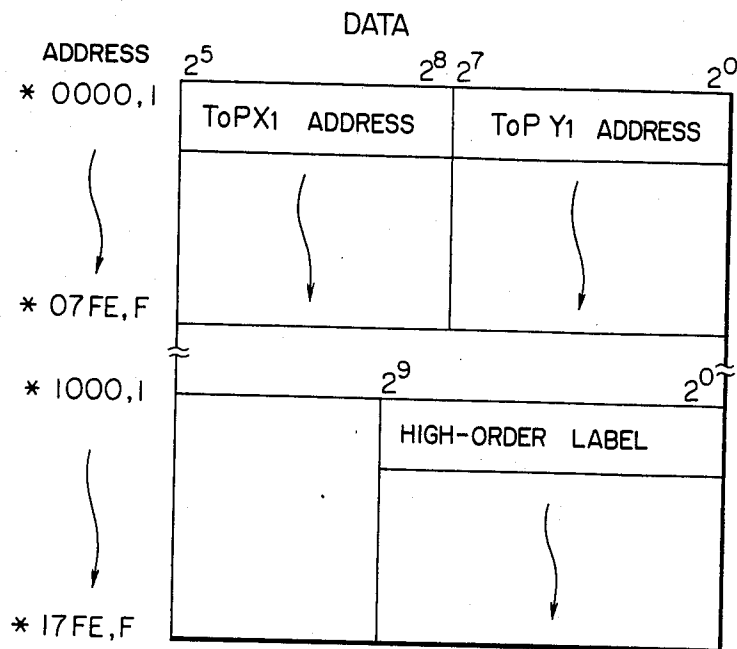 DATA
ADDRESS
2^5 2^8 2^7 2^0
* 0000,1
ToPX1 ADDRESS ToP Y1 ADDRESS
* 07FE,F
* 1000,1
2^9 2^0
HIGH-ORDER LABEL
* 17FE,F